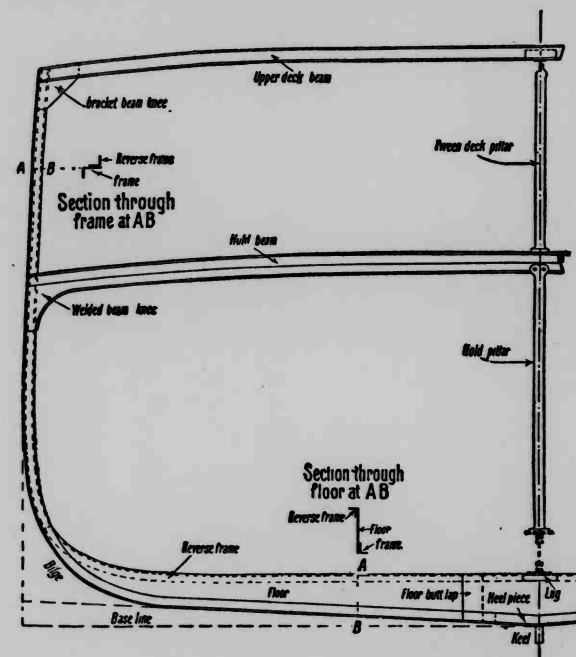 Upper deck beam
bracket beam knee
Reverse frame
A B
frame
Section through
frame at AB
'Tween deck pillar
Hold beam
Welded beam knee
Hold pillar
Section through
floor at AB
Reverse frame
Floor
frame.
A
Reverse frame
Bilge
Floor
Floor butt lap
Heel piece
Lug
Base line
B
Keel